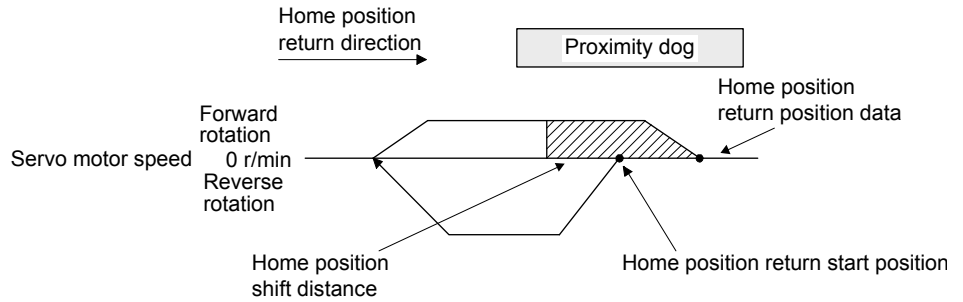 Home position
return direction
Proximity dog
Home position
return position data
Forward
rotation
Servo motor speed 0 r/min
Reverse
rotation
Home position
shift distance
Home position return start position